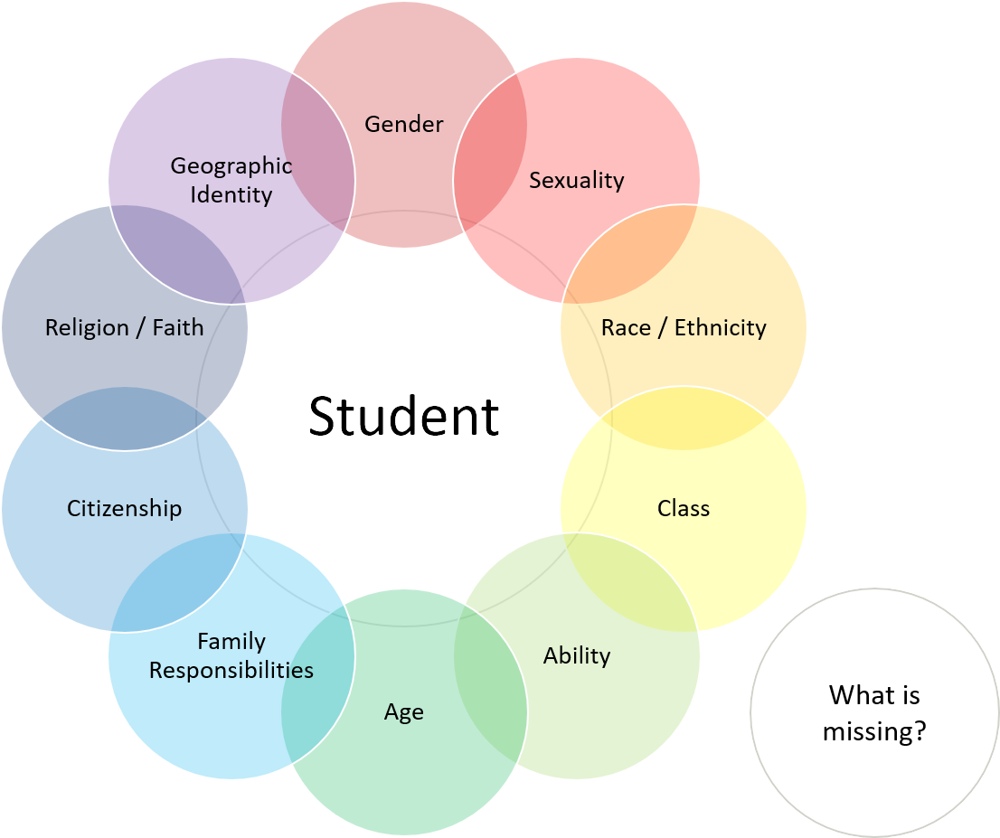 Gender
Sexuality
Race / Ethnicity
Class
Ability
Age
Family
Responsibilities
Citizenship
Religion / Faith
Geographic
Identity
Student
What is
missing?